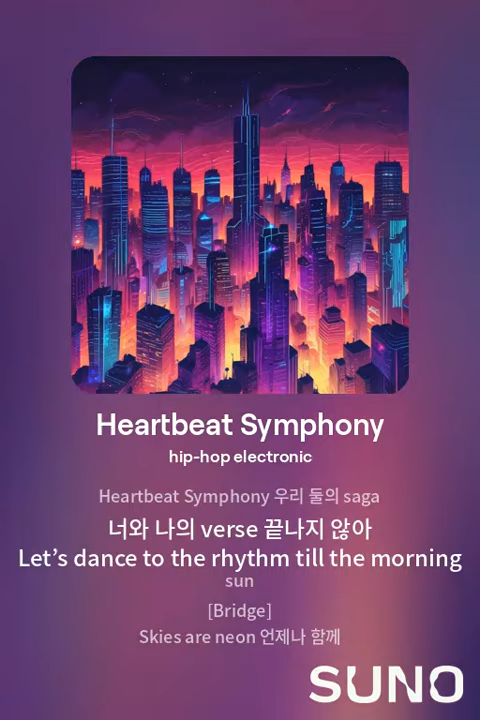 Heartbeat Symphony
hip-hop electronic
Heartbeat Symphony 우리 둘의 saga
너와 나의 verse 끝나지 않아
Let's dance to the rhythm till the morning
sun
[Bridge]
Skies are neon 언제나 함께
SUNO